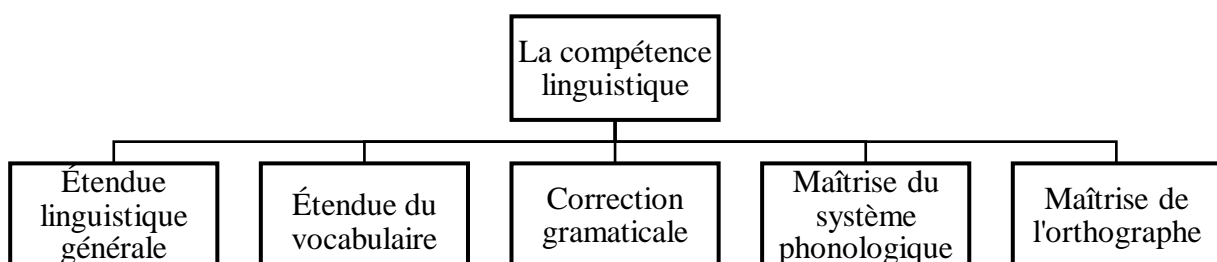 La compétence
linguistique
Étendue
linguistique
générale
Étendue du
vocabulaire
Correction
gramaticale
Maîtrise du
système
phonologique
Maîtrise de
l'orthographe